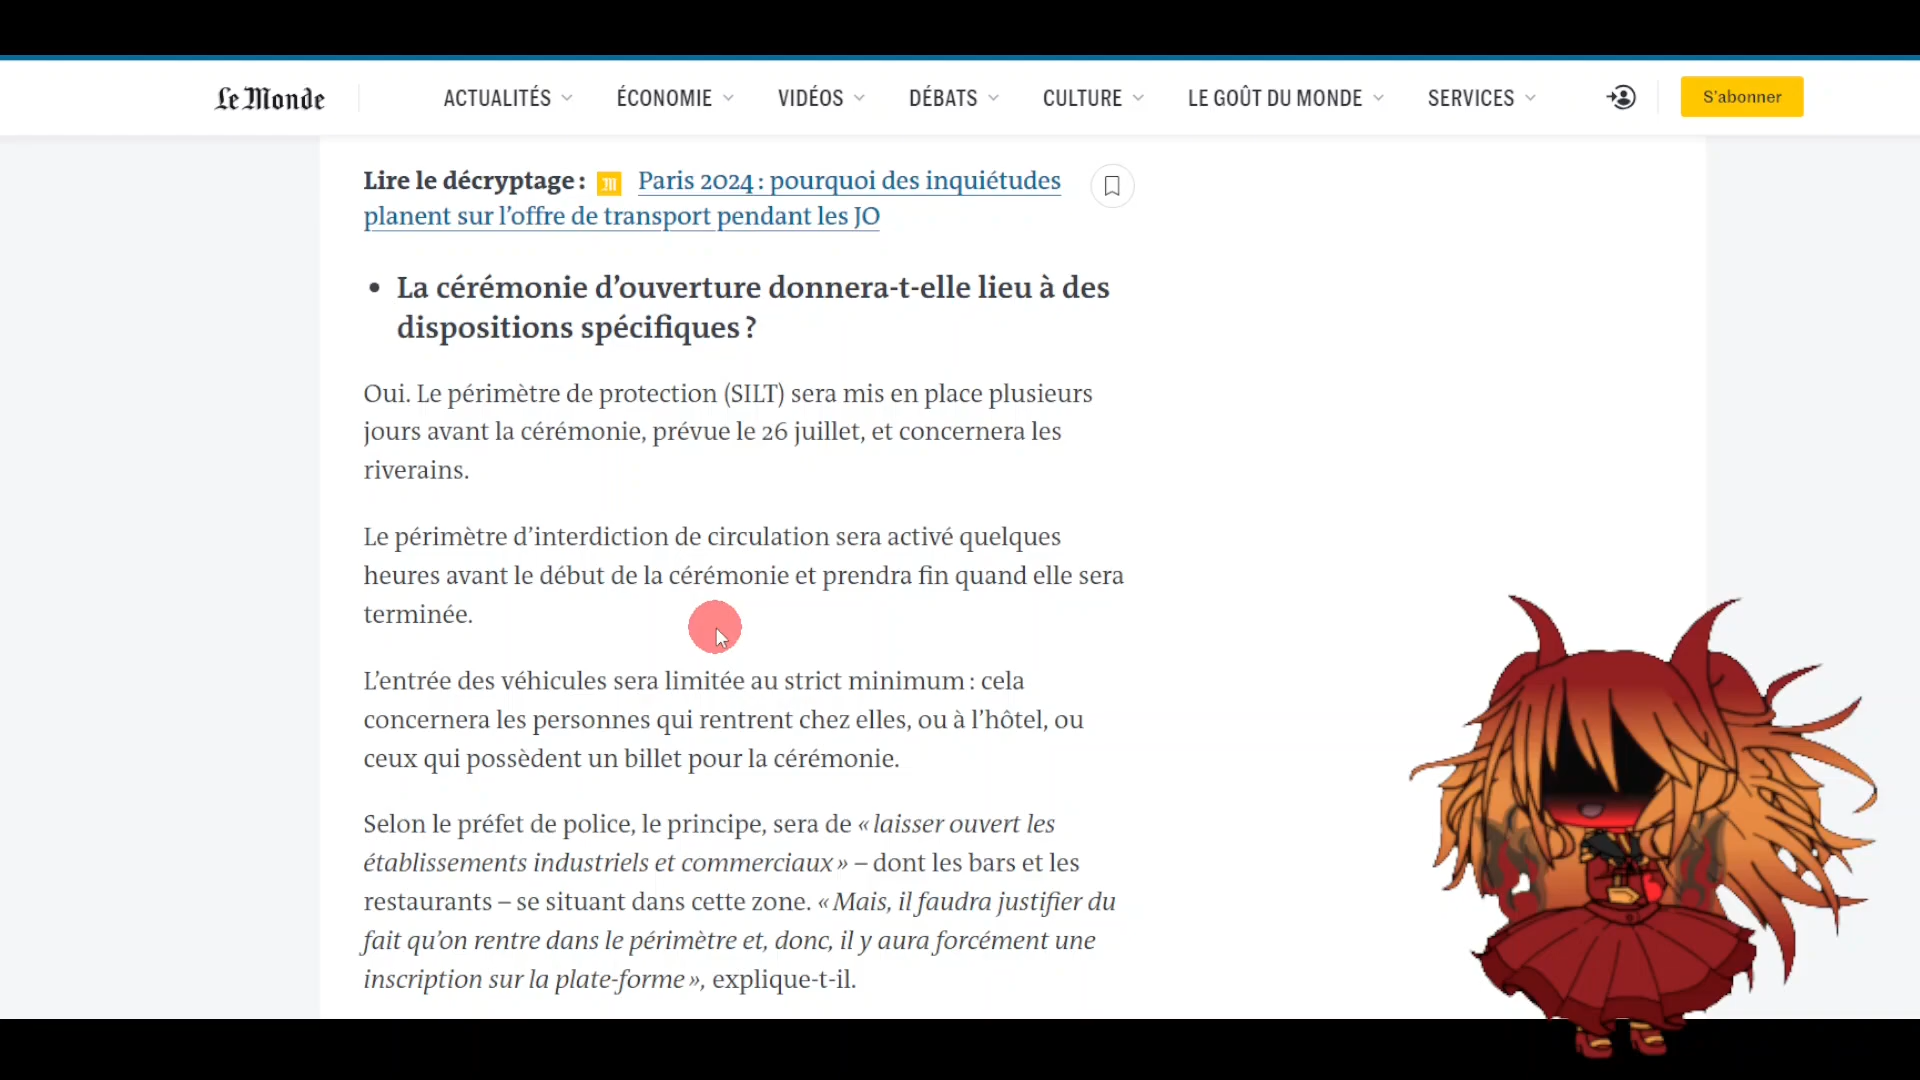 Le Monde
ACTUALITÉS
ÉCONOMIE
VIDÉOS
DÉBATS
CULTURE
LE GOÛT DU MONDE
SERVICES
S'abonner
Lire le décryptage : M Paris 2024 : pourquoi des inquiétudes
planent sur l’offre de transport pendant les JO
• La cérémonie d’ouverture donnera-t-elle lieu à des
dispositions spécifiques ?
Oui. Le périmètre de protection (SILT) sera mis en place plusieurs
jours avant la cérémonie, prévue le 26 juillet, et concernera les
riverains.
Le périmètre d’interdiction de circulation sera activé quelques
heures avant le début de la cérémonie et prendra fin quand elle sera
terminée.
L’entrée des véhicules sera limitée au strict minimum : cela
concernera les personnes qui rentrent chez elles, ou à l’hôtel, ou
ceux qui possèdent un billet pour la cérémonie.
Selon le préfet de police, le principe, sera de « laisser ouvert les
établissements industriels et commerciaux » – dont les bars et les
restaurants – se situant dans cette zone. « Mais, il faudra justifier du
fait qu’on rentre dans le périmètre et, donc, il y aura forcément une
inscription sur la plate-forme », explique-t-il.